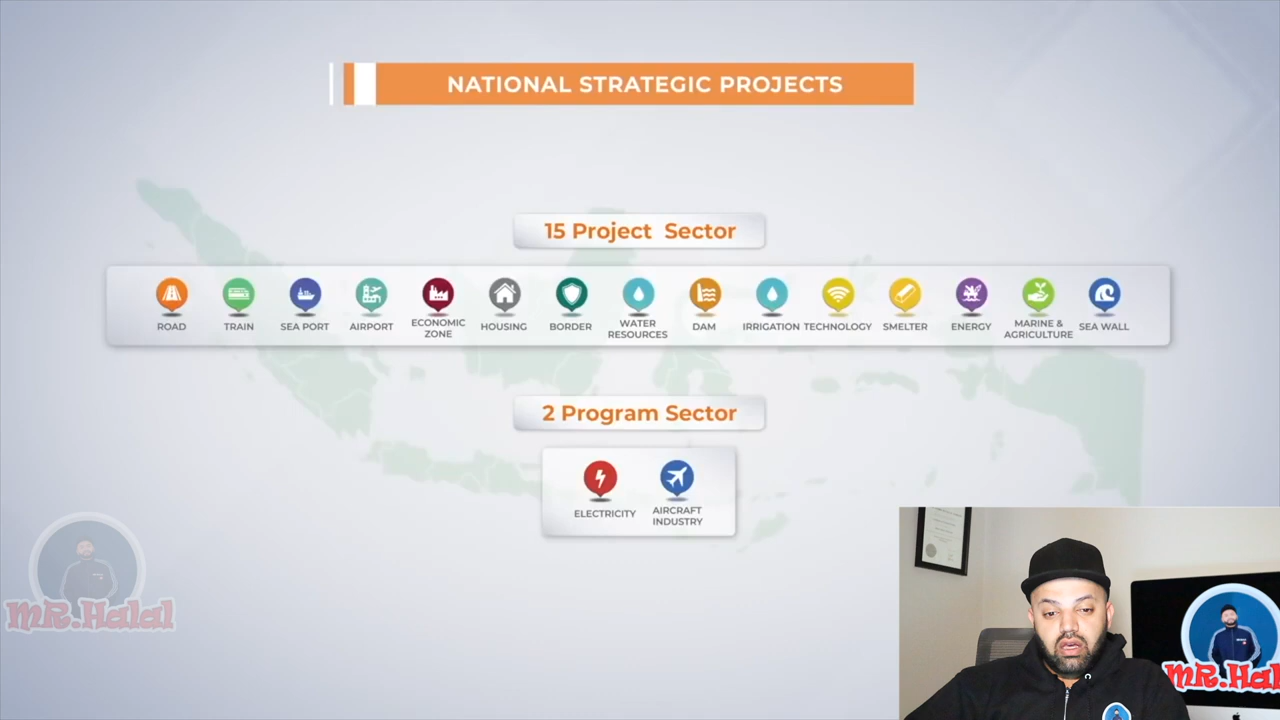 NATIONAL STRATEGIC PROJECTS
15 Project Sector
ROAD
TRAIN
SEA PORT
AIRPORT
ECONOMIC
ZONE
HOUSING
BORDER
WATER
RESOURCES
DAM
IRRIGATION
TECHNOLOGY
SMELTER
ENERGY
MARINE &
AGRICULTURE
SEA WALL
2 Program Sector
ELECTRICITY
AIRCRAFT
INDUSTRY
MR.Halal
MR.Hal